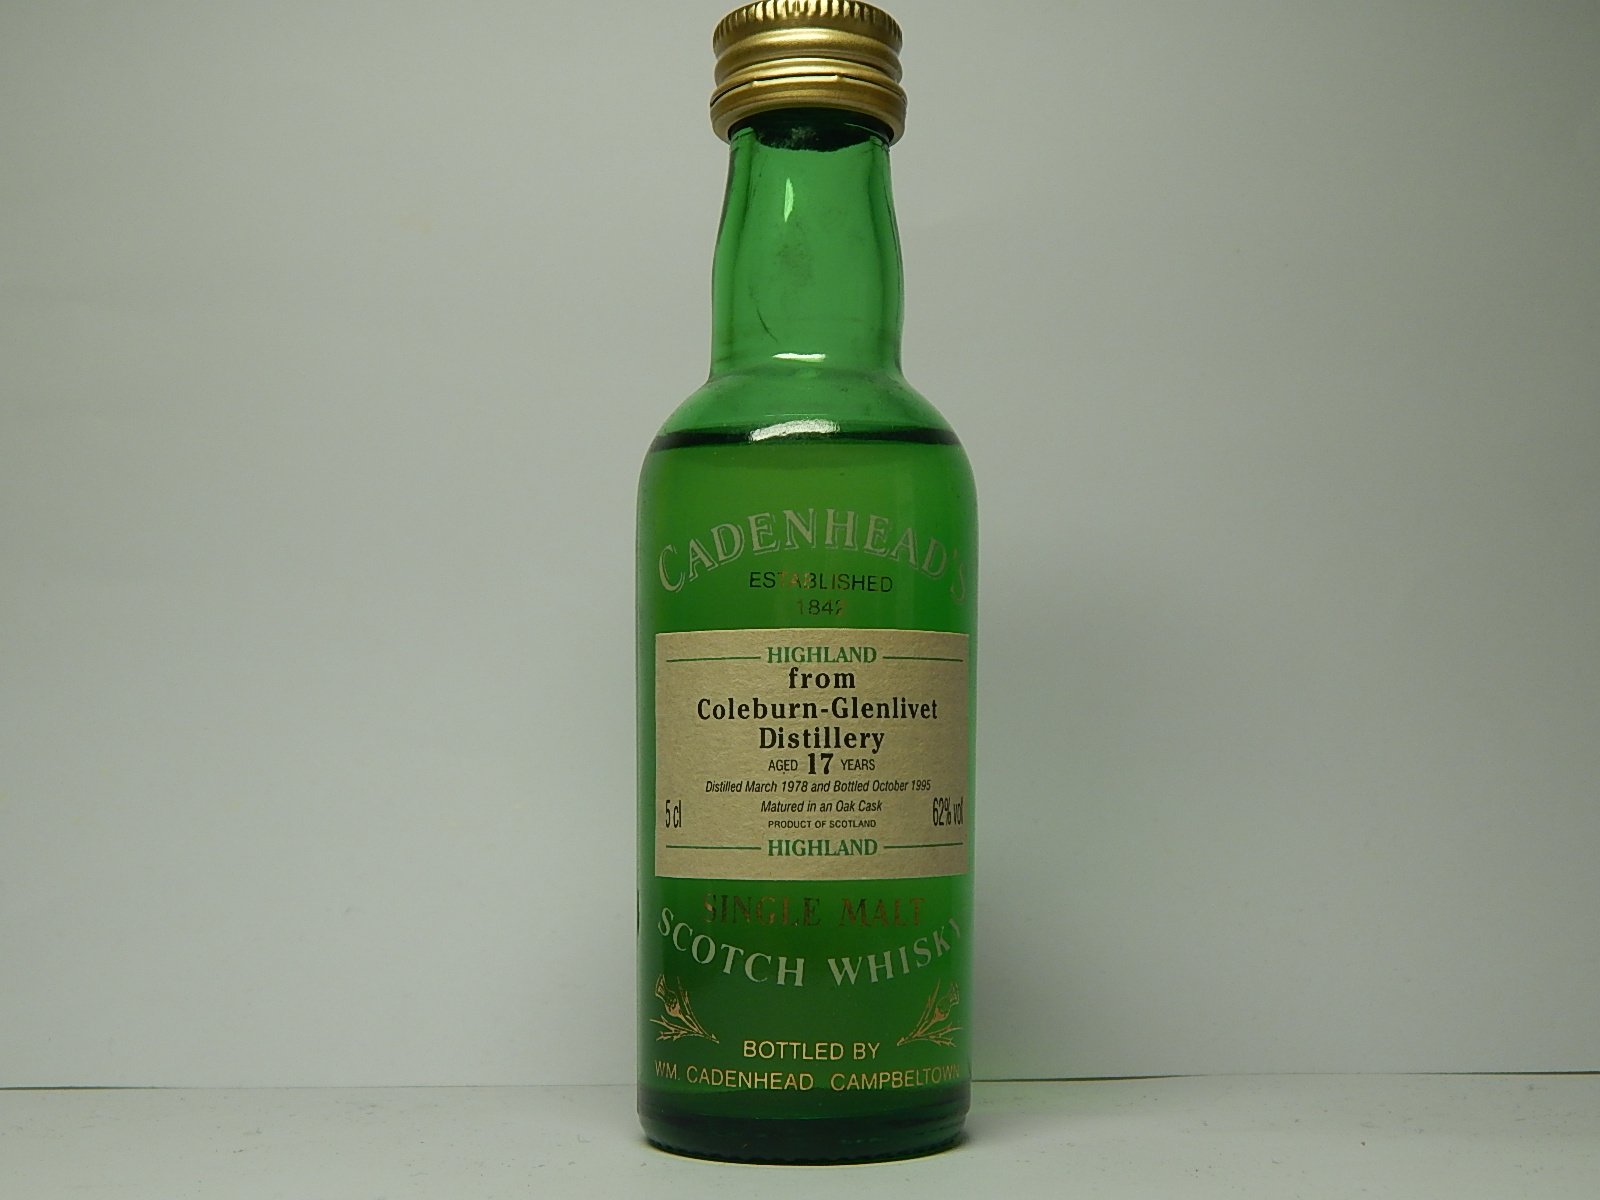 CADENHEAD'S
ESTABLISHED
1842
HIGHLAND
from
Coleburn-Glenlivet
Distillery
AGED 17 YEARS
Distilled March 1978 and Bottled October 1995
5 cl Matured in an Oak Cask 62% vol
PRODUCT OF SCOTLAND
HIGHLAND
SINGLE MALT
SCOTCH WHISKY
BOTTLED BY
WM. CADENHEAD CAMPBELTOWN